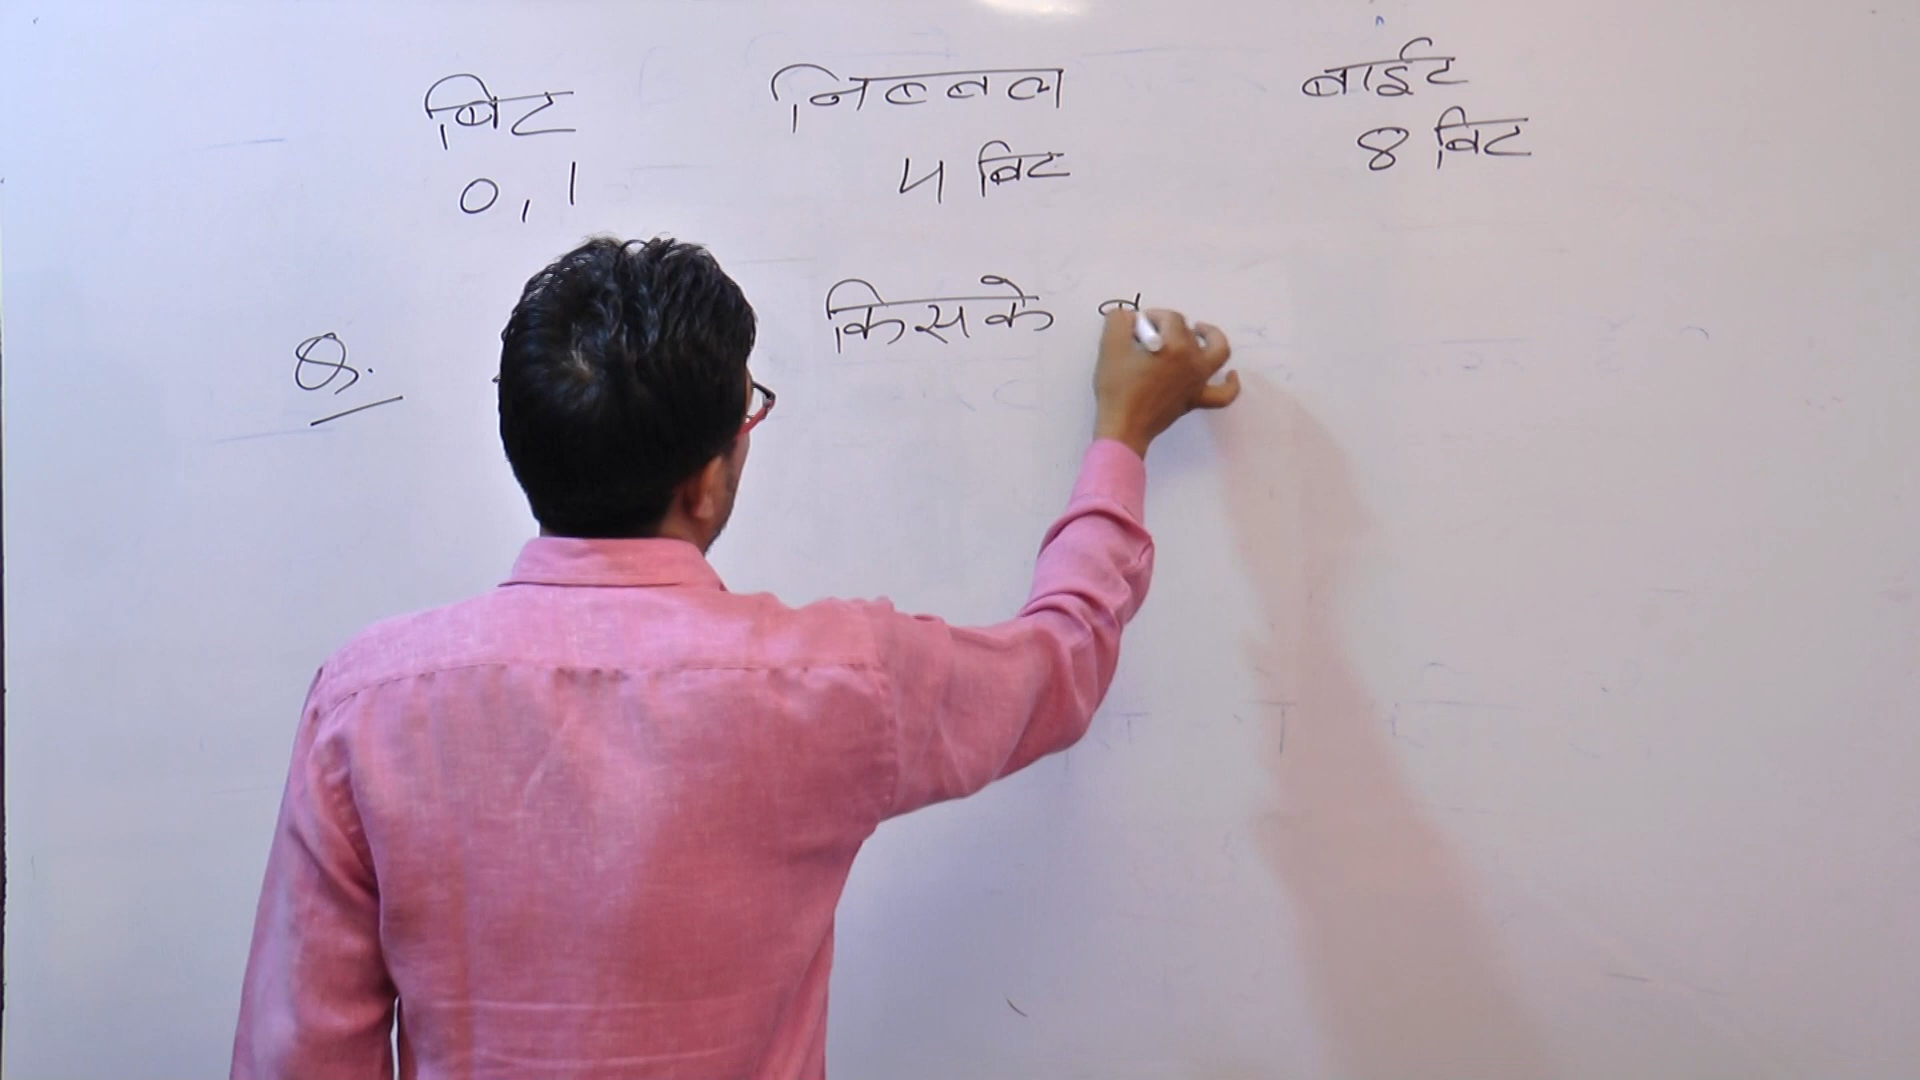 बिट निब्बल बाईट
0, 1 4 बिट 8 बिट
Q. किसके